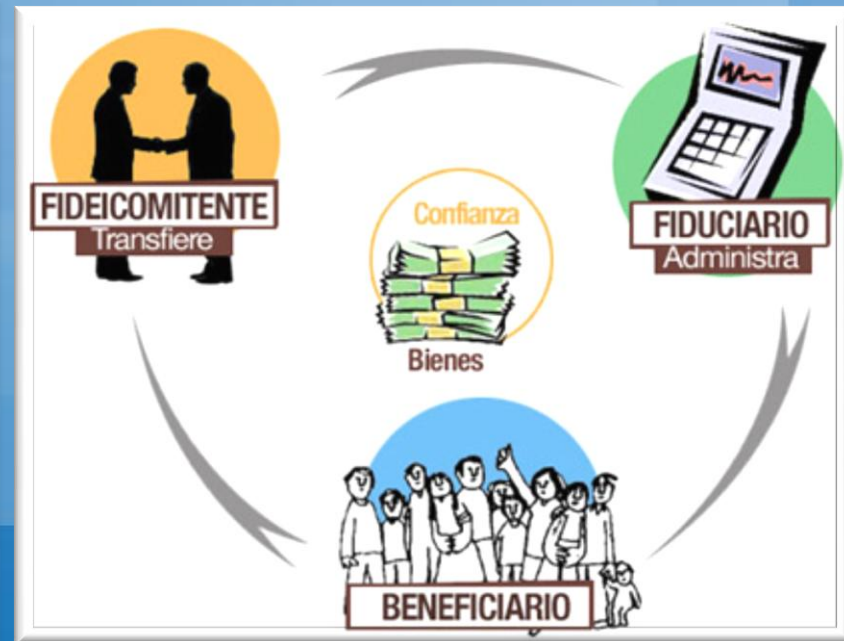 FIDEICOMITENTE
Transfiere
FIDUCIARIO
Administra
Confianza
Bienes
BENEFICIARIO